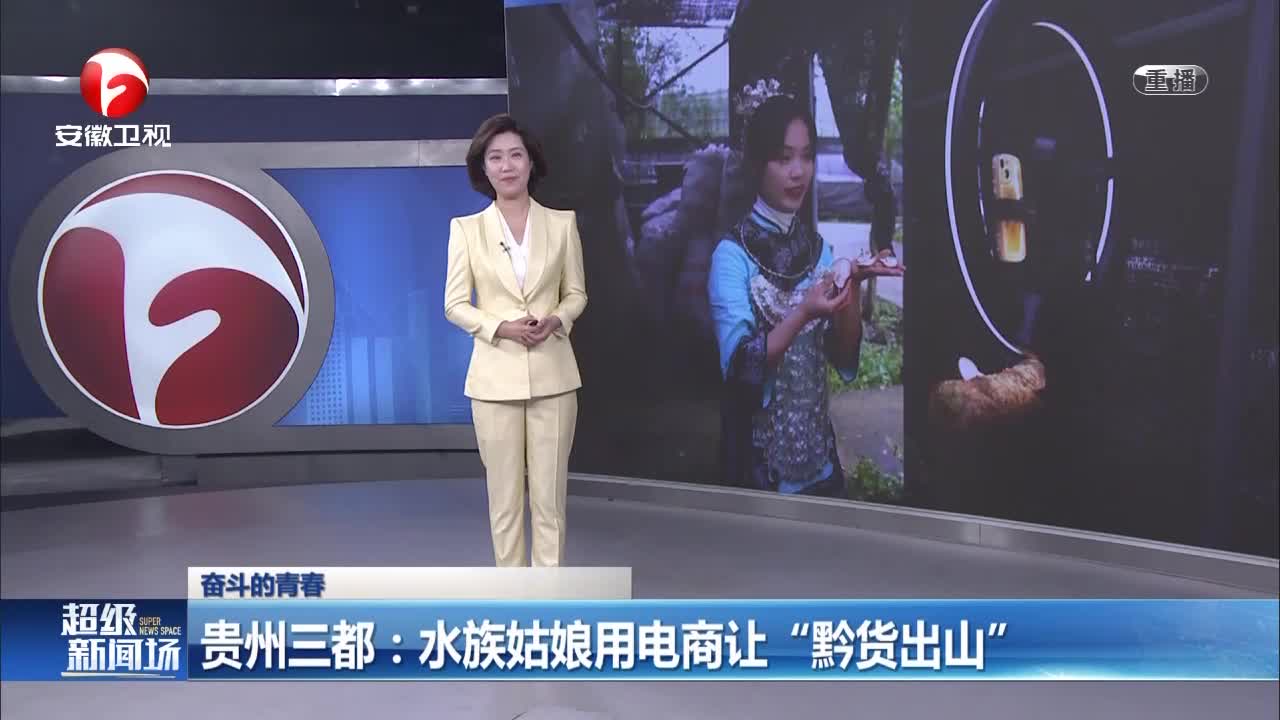 安徽卫视
重播
奋斗的青春
超级新闻场
SUPER NEWS SPACE
贵州三都：水族姑娘用电商让“黔货出山”